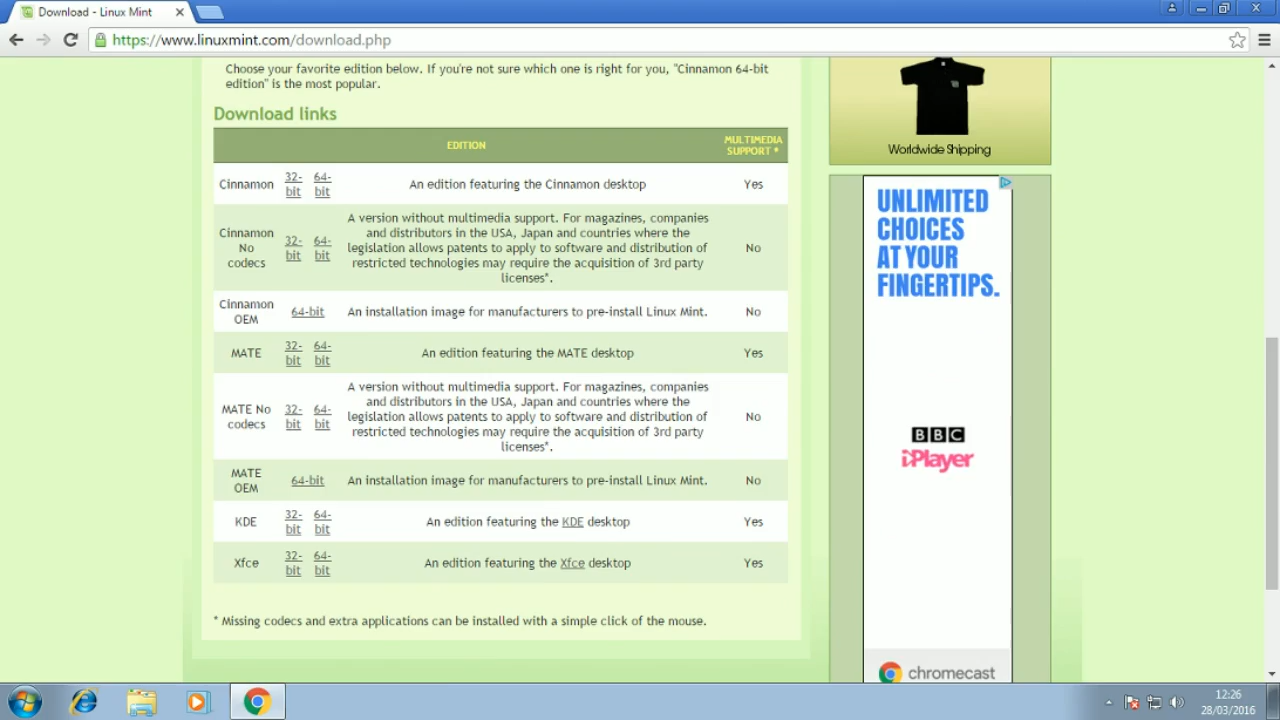 Download - Linux Mint
https://www.linuxmint.com/download.php
Choose your favorite edition below. If you're not sure which one is right for you, "Cinnamon 64-bit
edition" is the most popular.
Download links
EDITION
MULTIMEDIA
SUPPORT *
Cinnamon 32-bit 64-bit An edition featuring the Cinnamon desktop Yes
Cinnamon No codecs 32-bit 64-bit
A version without multimedia support. For magazines, companies
and distributors in the USA, Japan and countries where the
legislation allows patents to apply to software and distribution of
restricted technologies may require the acquisition of 3rd party
licenses*.
No
Cinnamon OEM 64-bit An installation image for manufacturers to pre-install Linux Mint. No
MATE 32-bit 64-bit An edition featuring the MATE desktop Yes
MATE No codecs 32-bit 64-bit
A version without multimedia support. For magazines, companies
and distributors in the USA, Japan and countries where the
legislation allows patents to apply to software and distribution of
restricted technologies may require the acquisition of 3rd party
licenses*.
No
MATE OEM 64-bit An installation image for manufacturers to pre-install Linux Mint. No
KDE 32-bit 64-bit An edition featuring the KDE desktop Yes
Xfce 32-bit 64-bit An edition featuring the Xfce desktop Yes
* Missing codecs and extra applications can be installed with a simple click of the mouse.
Worldwide Shipping
UNLIMITED
CHOICES
AT YOUR
FINGERTIPS.
BBC
iPlayer
chromecast
12:26
28/03/2016